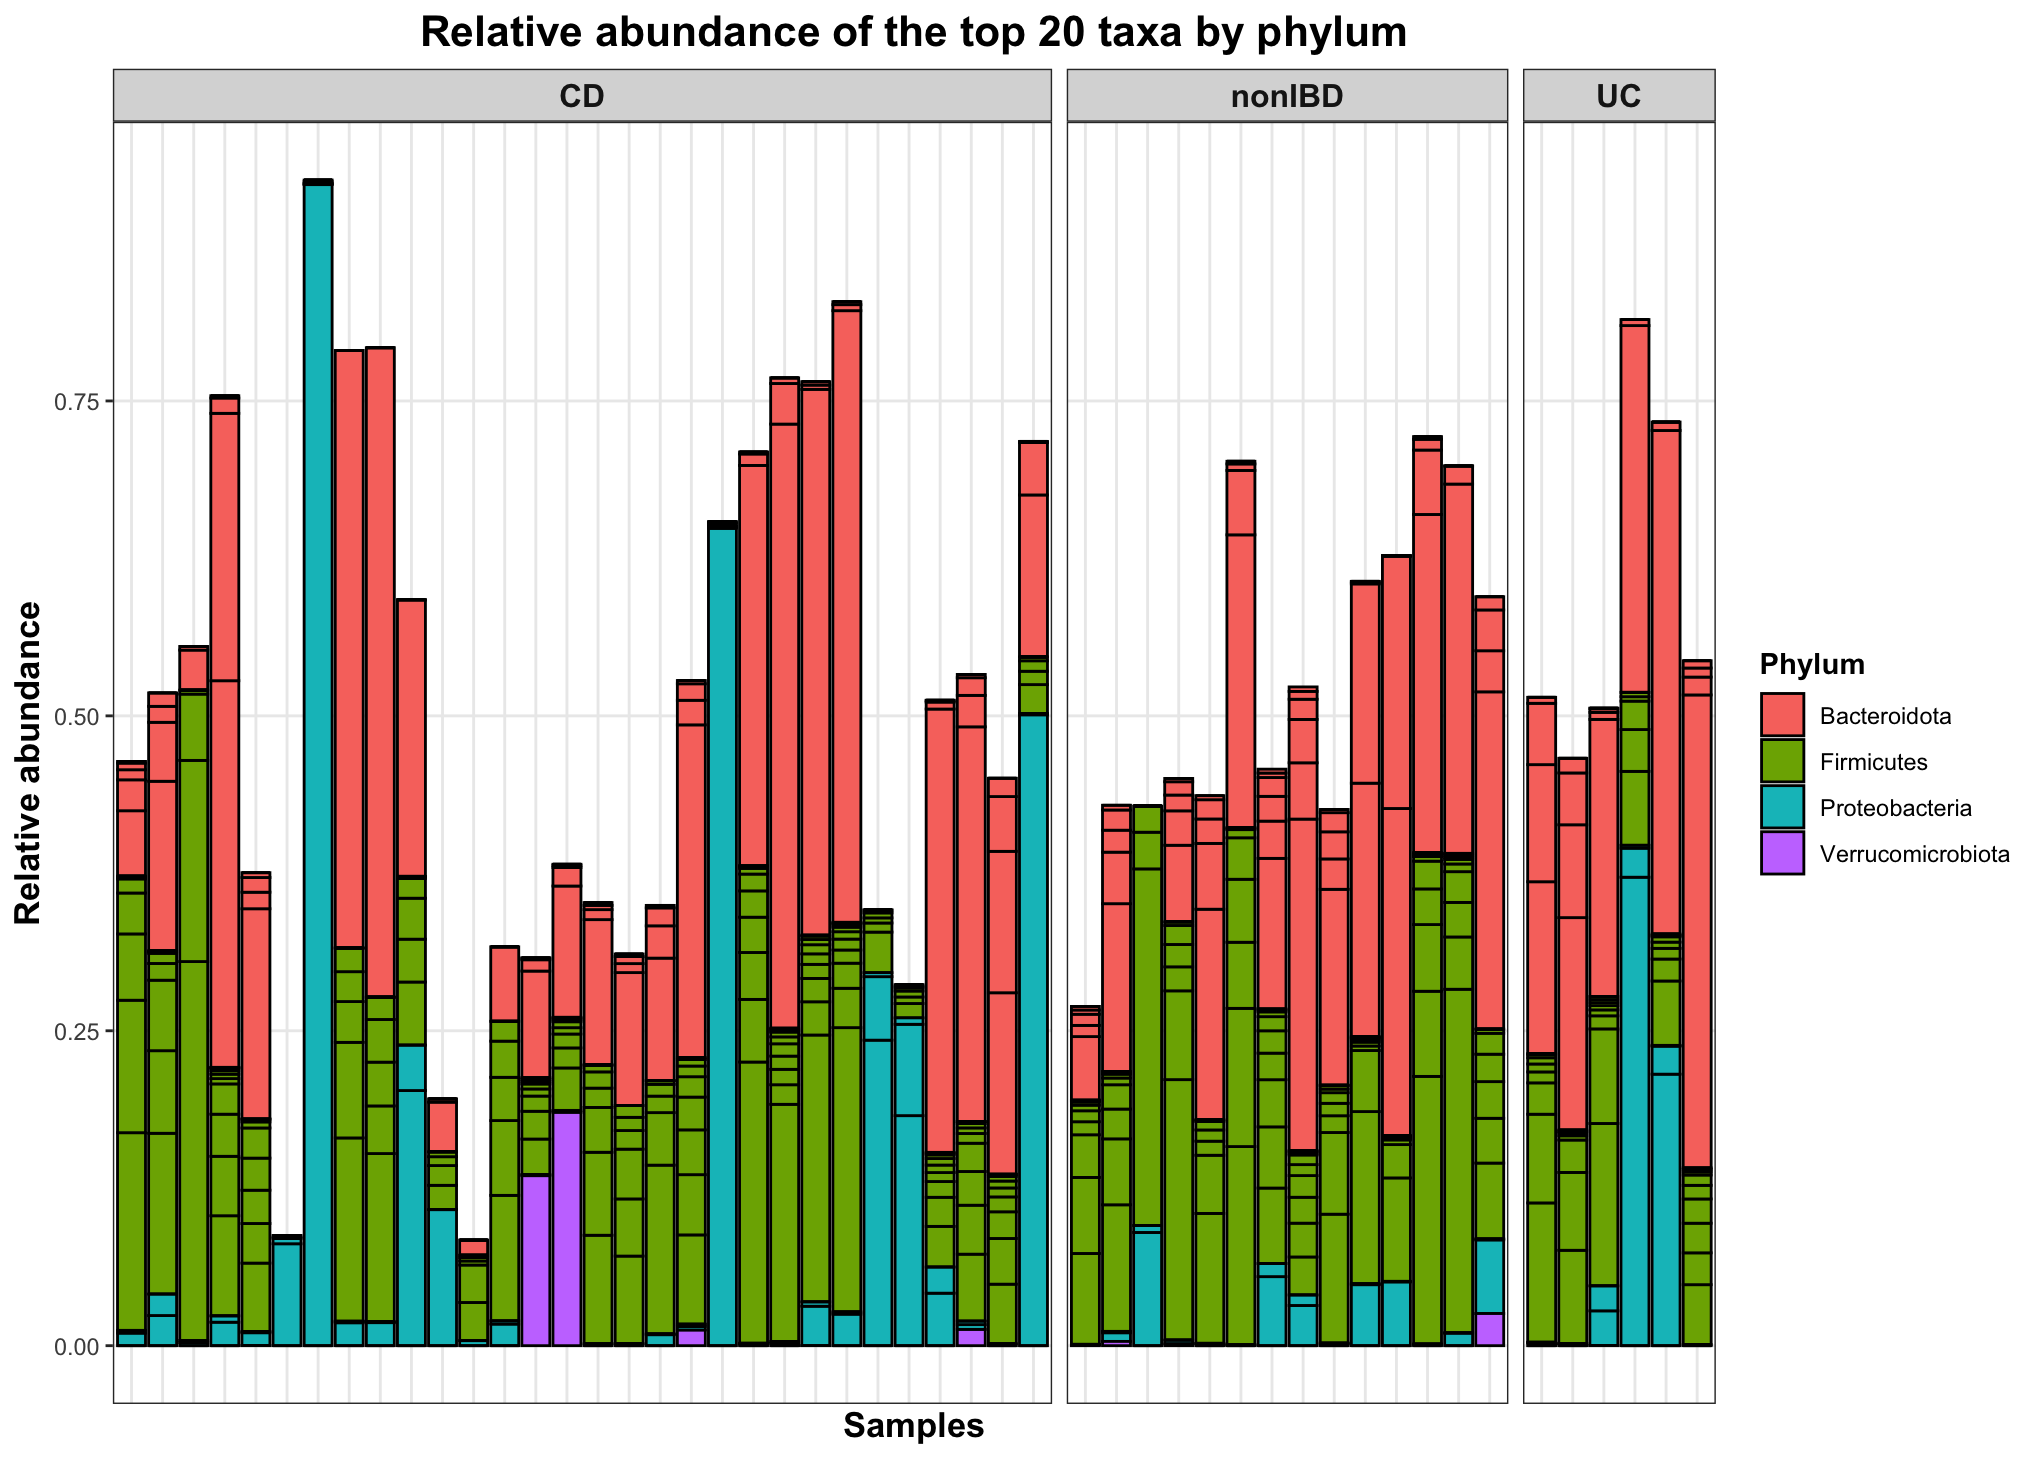 Relative abundance of the top 20 taxa by phylum
CD
nonIBD
UC
0.75
0.50
0.25
0.00
Relative abundance
Samples
Phylum
Bacteroidota
Firmicutes
Proteobacteria
Verrucomicrobiota